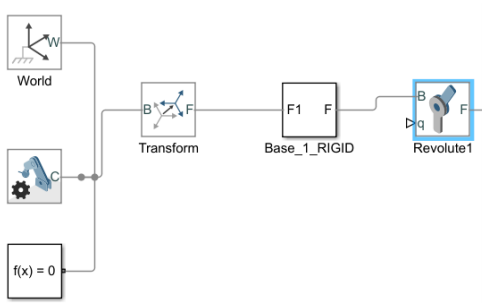 W
World
B
F
Transform
F1
F
Base_1_RIGID
B
F
q
Revolute1
C
f(x) = 0